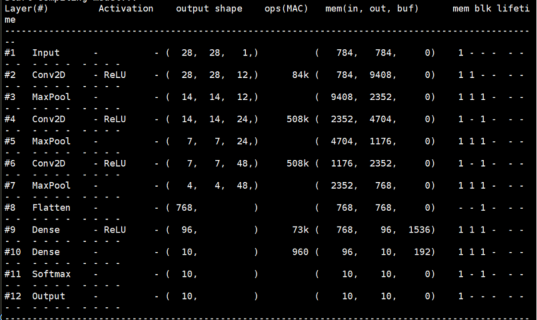 Layer(#)         Activation    output shape    ops(MAC)      mem(in, out, buf)      mem blk lifeti
me
-----------------------------------------------------------------------------------------------
--
#1   Input       -         - (  28,  28,   1,)          (   784,   784,     0)    1 - - - -
- -  - - - - -  - - - -
#2   Conv2D      - ReLU    - (  28,  28,  12,)      84k (   784,  9408,     0)    1 - 1 - -
- -  - - - - -  - - - -
#3   MaxPool     -         - (  14,  14,  12,)          (  9408,  2352,     0)    1 1 1 - -
- -  - - - - -  - - - -
#4   Conv2D      - ReLU    - (  14,  14,  24,)     508k (  2352,  4704,     0)    1 - 1 - -
- -  - - - - -  - - - -
#5   MaxPool     -         - (   7,   7,  24,)          (  4704,  1176,     0)    1 1 1 - -
- -  - - - - -  - - - -
#6   Conv2D      - ReLU    - (   7,   7,  48,)     508k (  1176,  2352,     0)    1 - 1 - -
- -  - - - - -  - - - -
#7   MaxPool     -         - (   4,   4,  48,)          (  2352,   768,     0)    1 1 1 - -
- -  - - - - -  - - - -
#8   Flatten     -         - ( 768,          )          (   768,   768,     0)    - - 1 - -
- -  - - - - -  - - - -
#9   Dense       - ReLU    - (  96,          )      73k (   768,    96,  1536)    1 1 1 - -
- -  - - - - -  - - - -
#10  Dense       -         - (  10,          )      960 (    96,    10,   192)    1 1 1 - -
- -  - - - - -  - - - -
#11  Softmax     -         - (  10,          )          (    10,    10,     0)    1 - 1 - -
- -  - - - - -  - - - -
#12  Output      -         - (  10,          )          (    10,    10,     0)    1 - - - -
- -  - - - - -  - - - -
-----------------------------------------------------------------------------------------------